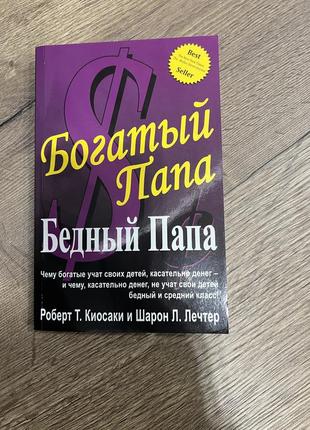 Best
Seller
Богатый
Папа
Бедный Папа
Чему богатые учат своих детей, касательно денег –
и чему, касательно денег, не учат свои детей
бедный и средний класс!
Роберт Т. Киосаки и Шарон Л. Лечтер